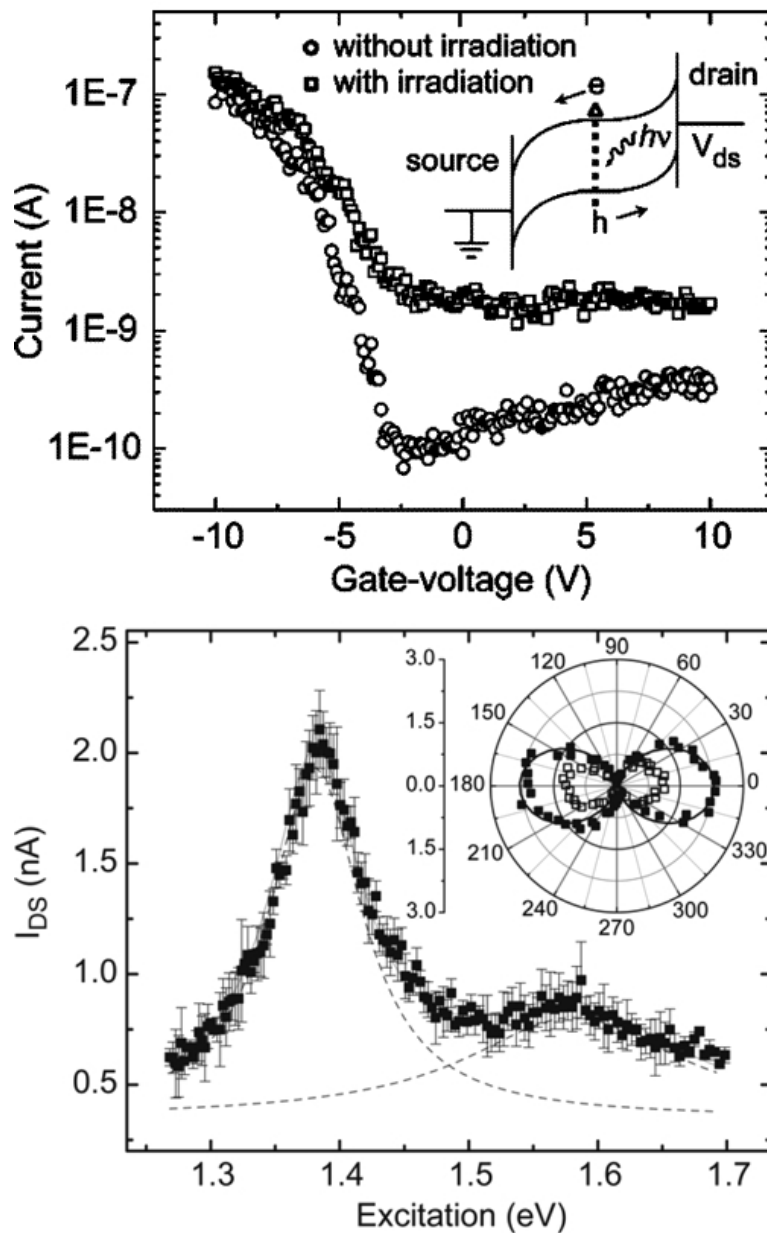 without irradiation
with irradiation
e
drain
hν
source
V_ds
h
1E-7
1E-8
1E-9
1E-10
Current (A)
-10 -5 0 5 10
Gate-voltage (V)
2.5
2.0
1.5
1.0
0.5
I_DS (nA)
3.0
1.5
0.0
1.5
3.0
90
120 60
150 30
180 0
210 330
240 300
270
1.3 1.4 1.5 1.6 1.7
Excitation (eV)